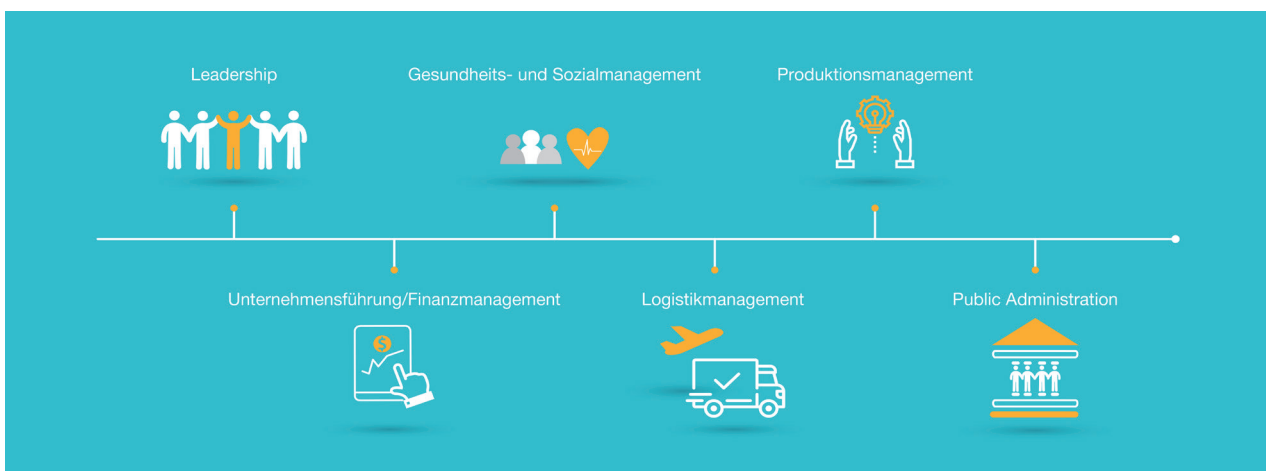 Leadership
Gesundheits- und Sozialmanagement
Produktionsmanagement
Unternehmensführung/Finanzmanagement
Logistikmanagement
Public Administration
$